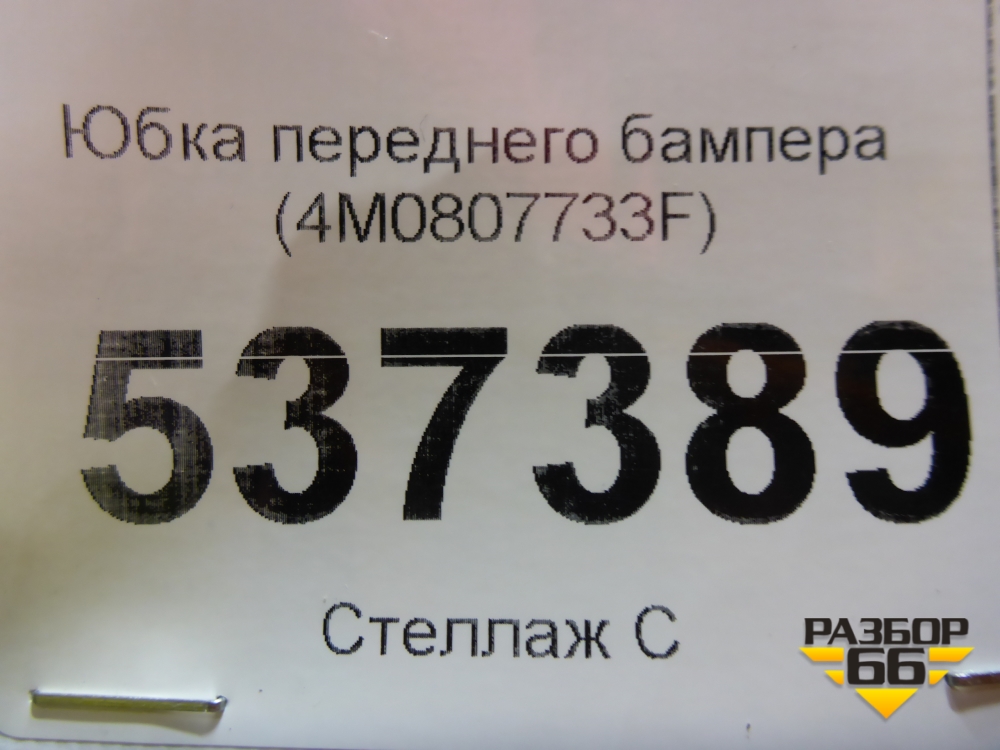 Юбка переднего бампера
(4M0807733F)
537389
Стеллаж С
РАЗБОР
66